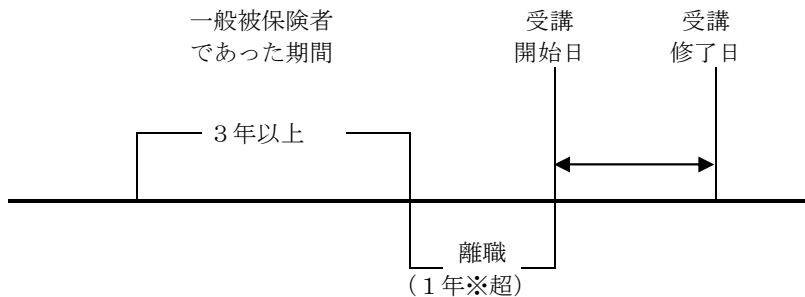 一般被保険者
であった期間
受講
開始日
受講
修了日
３年以上
離職
（１年※超）